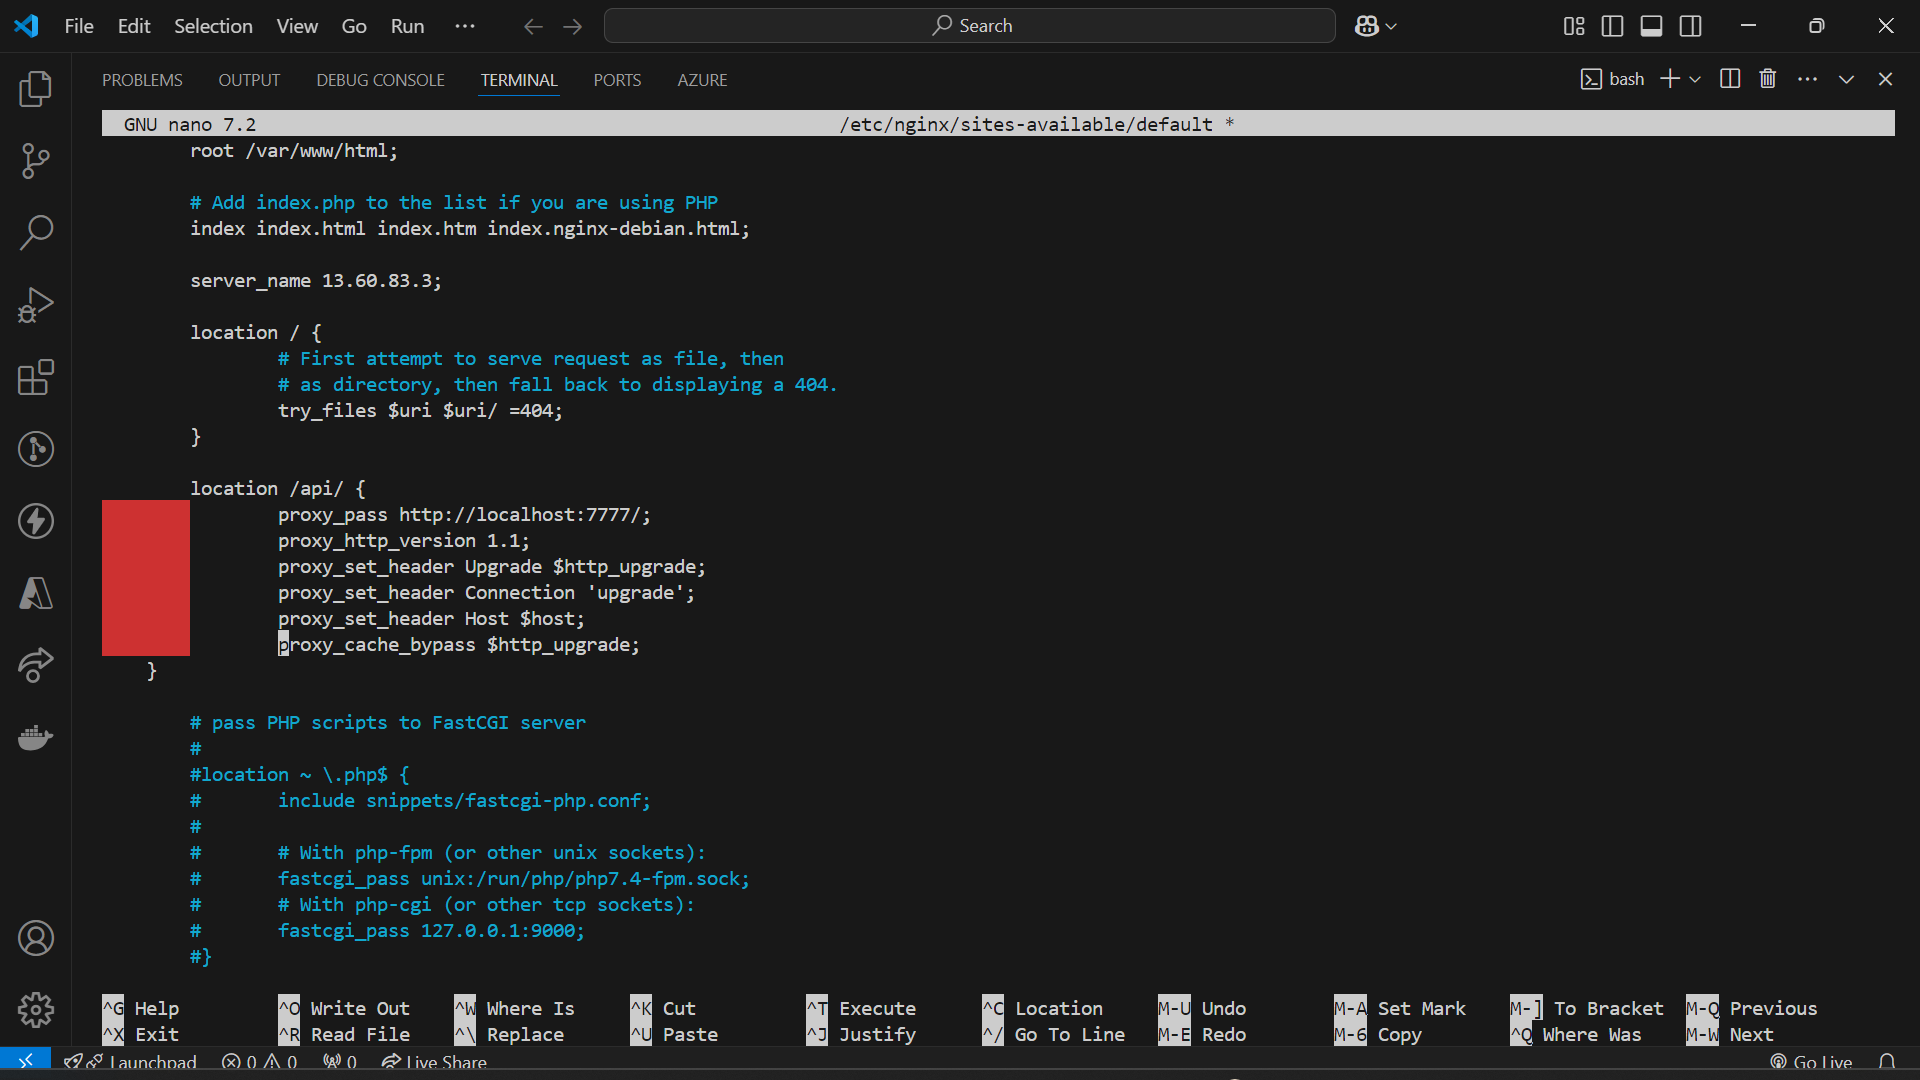 File Edit Selection View Go Run ··· Search
PROBLEMS OUTPUT DEBUG CONSOLE TERMINAL PORTS AZURE bash
GNU nano 7.2 /etc/nginx/sites-available/default *
root /var/www/html;
# Add index.php to the list if you are using PHP
index index.html index.htm index.nginx-debian.html;
server_name 13.60.83.3;
location / {
# First attempt to serve request as file, then
# as directory, then fall back to displaying a 404.
try_files $uri $uri/ =404;
}
location /api/ {
proxy_pass http://localhost:7777/;
proxy_http_version 1.1;
proxy_set_header Upgrade $http_upgrade;
proxy_set_header Connection 'upgrade';
proxy_set_header Host $host;
proxy_cache_bypass $http_upgrade;
}
# pass PHP scripts to FastCGI server
#
#location ~ \.php$ {
# include snippets/fastcgi-php.conf;
#
# # With php-fpm (or other unix sockets):
# fastcgi_pass unix:/run/php/php7.4-fpm.sock;
# # With php-cgi (or other tcp sockets):
# fastcgi_pass 127.0.0.1:9000;
#}
^G Help ^O Write Out ^W Where Is ^K Cut ^T Execute ^C Location M-U Undo M-A Set Mark M-] To Bracket M-Q Previous
^X Exit ^R Read File ^\ Replace ^U Paste ^J Justify ^/ Go To Line M-E Redo M-6 Copy ^Q Where Was M-W Next
Launchpad 0 0 0 Live Share Go Live